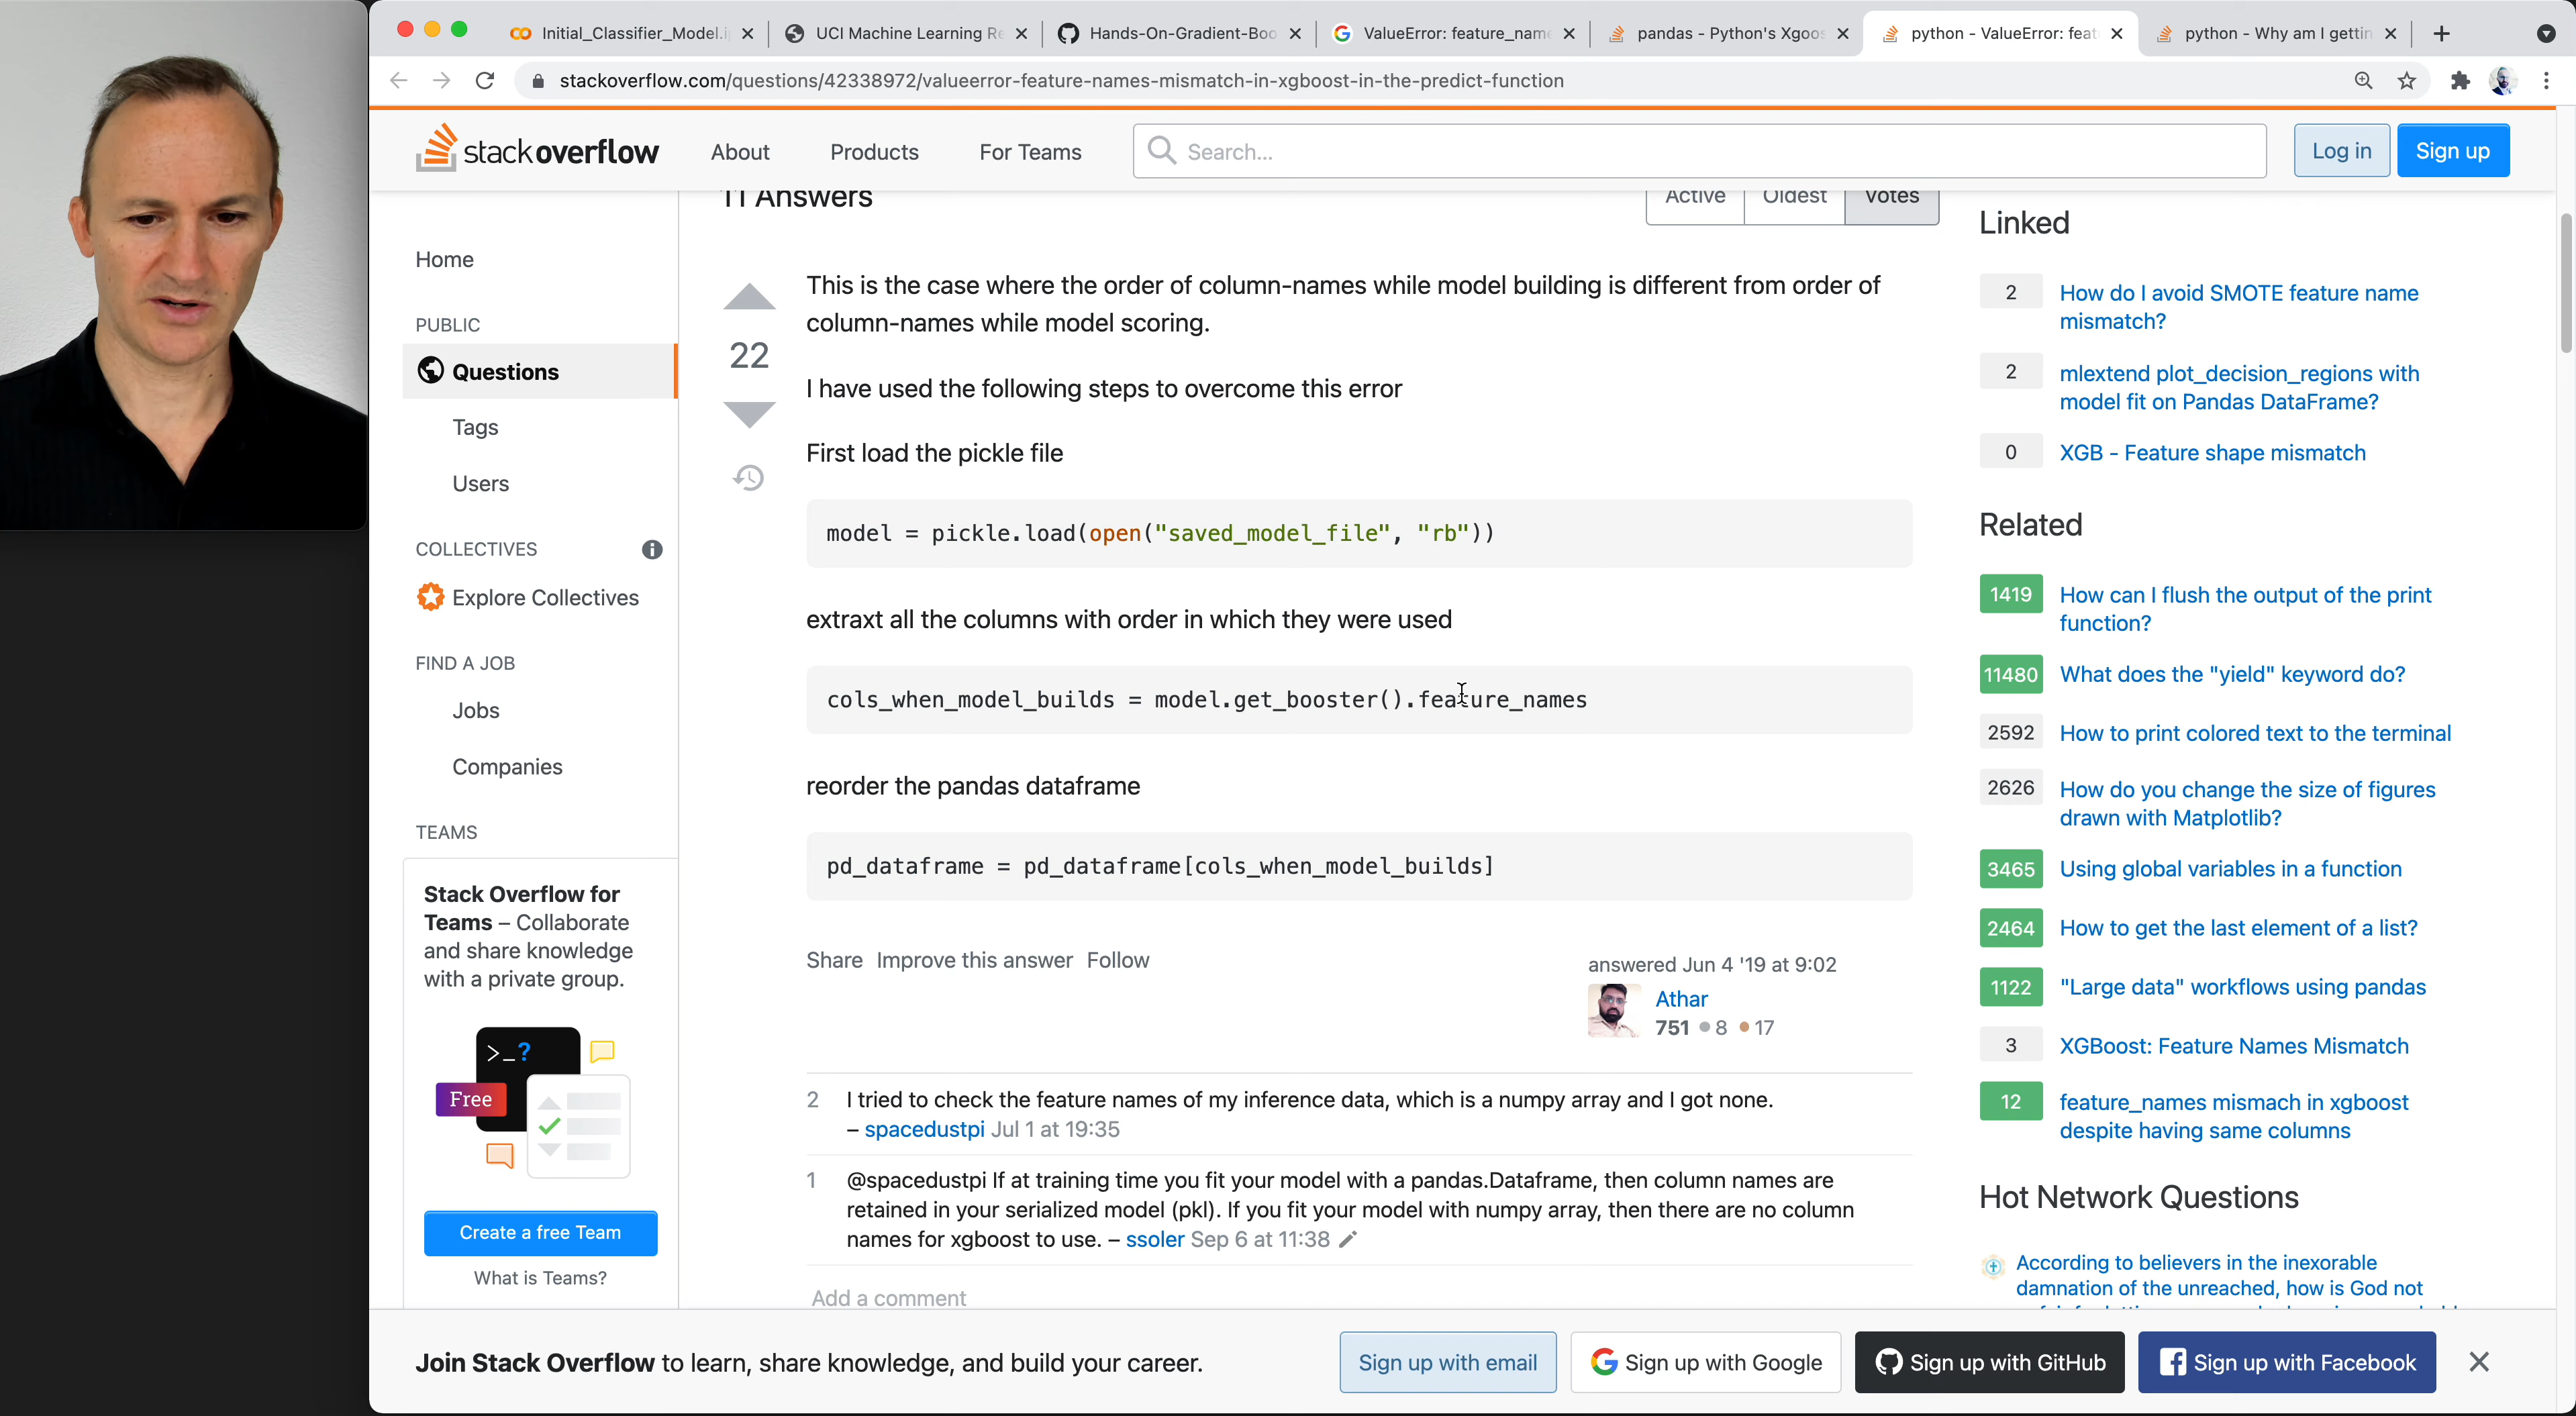 Initial_Classifier_Model.i
UCI Machine Learning Re
Hands-On-Gradient-Boo
ValueError: feature_name
pandas - Python's Xgoos
python - ValueError: feat
python - Why am I gettin
stackoverflow.com/questions/42338972/valueerror-feature-names-mismatch-in-xgboost-in-the-predict-function
stackoverflow
About
Products
For Teams
Search...
Log in
Sign up
Home
PUBLIC
Questions
Tags
Users
COLLECTIVES
Explore Collectives
FIND A JOB
Jobs
Companies
TEAMS
Stack Overflow for
Teams – Collaborate
and share knowledge
with a private group.
>_?
Free
Create a free Team
What is Teams?
11 Answers
Active
Oldest
Votes
22
This is the case where the order of column-names while model building is different from order of
column-names while model scoring.
I have used the following steps to overcome this error
First load the pickle file
model = pickle.load(open("saved_model_file", "rb"))
extraxt all the columns with order in which they were used
cols_when_model_builds = model.get_booster().feature_names
reorder the pandas dataframe
pd_dataframe = pd_dataframe[cols_when_model_builds]
Share Improve this answer Follow
answered Jun 4 '19 at 9:02
Athar
751 8 17
2 I tried to check the feature names of my inference data, which is a numpy array and I got none.
– spacedustpi Jul 1 at 19:35
1 @spacedustpi If at training time you fit your model with a pandas.Dataframe, then column names are
retained in your serialized model (pkl). If you fit your model with numpy array, then there are no column
names for xgboost to use. – ssoler Sep 6 at 11:38
Add a comment
Linked
2 How do I avoid SMOTE feature name
mismatch?
2 mlextend plot_decision_regions with
model fit on Pandas DataFrame?
0 XGB - Feature shape mismatch
Related
1419 How can I flush the output of the print
function?
11480 What does the "yield" keyword do?
2592 How to print colored text to the terminal
2626 How do you change the size of figures
drawn with Matplotlib?
3465 Using global variables in a function
2464 How to get the last element of a list?
1122 "Large data" workflows using pandas
3 XGBoost: Feature Names Mismatch
12 feature_names mismach in xgboost
despite having same columns
Hot Network Questions
According to believers in the inexorable
damnation of the unreached, how is God not
Join Stack Overflow to learn, share knowledge, and build your career.
Sign up with email
Sign up with Google
Sign up with GitHub
Sign up with Facebook